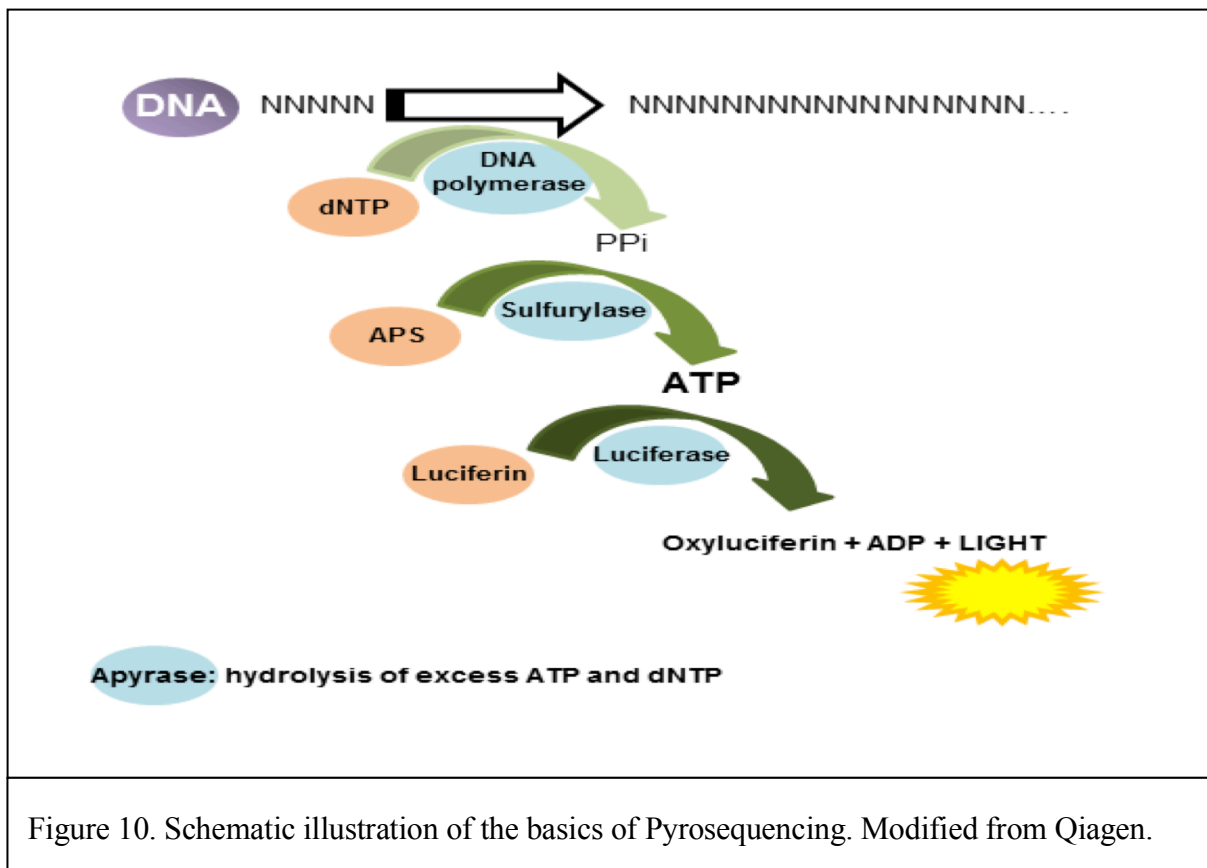 DNA NNNNN NNNNNNNNNNNNNNNNN....
DNA
polymerase
dNTP
PPi
Sulfurylase
APS
ATP
Luciferase
Luciferin
Oxyluciferin + ADP + LIGHT
Apyrase: hydrolysis of excess ATP and dNTP
Figure 10. Schematic illustration of the basics of Pyrosequencing. Modified from Qiagen.